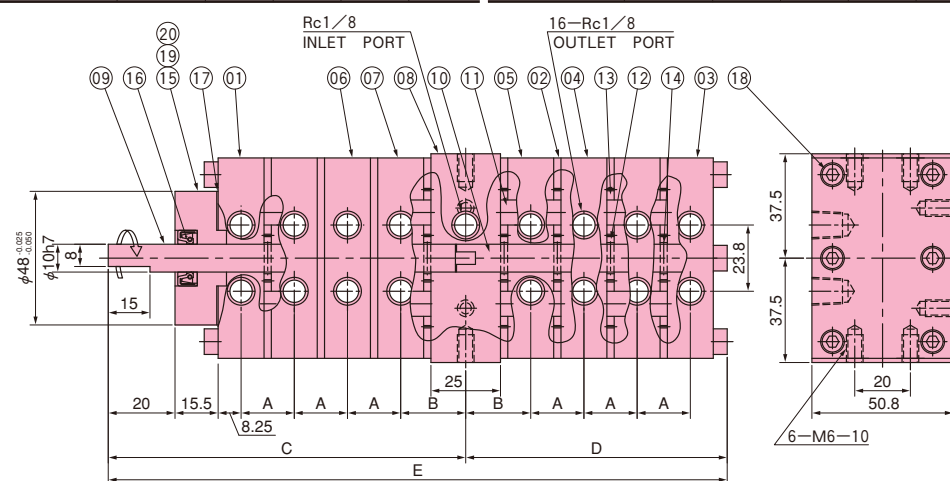 Rc1／8
INLET PORT
16－Rc1／8
OUTLET PORT
⑳
⑲
09 ⑯ ⑮ ⑰ 01 06 07 08 ⑩ ⑪ 05 02 04 ⑬ ⑫ ⑭ 03 ⑱
φ48 -0.025 -0.050
φ10h7
8
15
23.8
37.5
37.5
25
20 15.5 A A A B B A A A
8.25
20
50.8
6－M6－10
C D
E